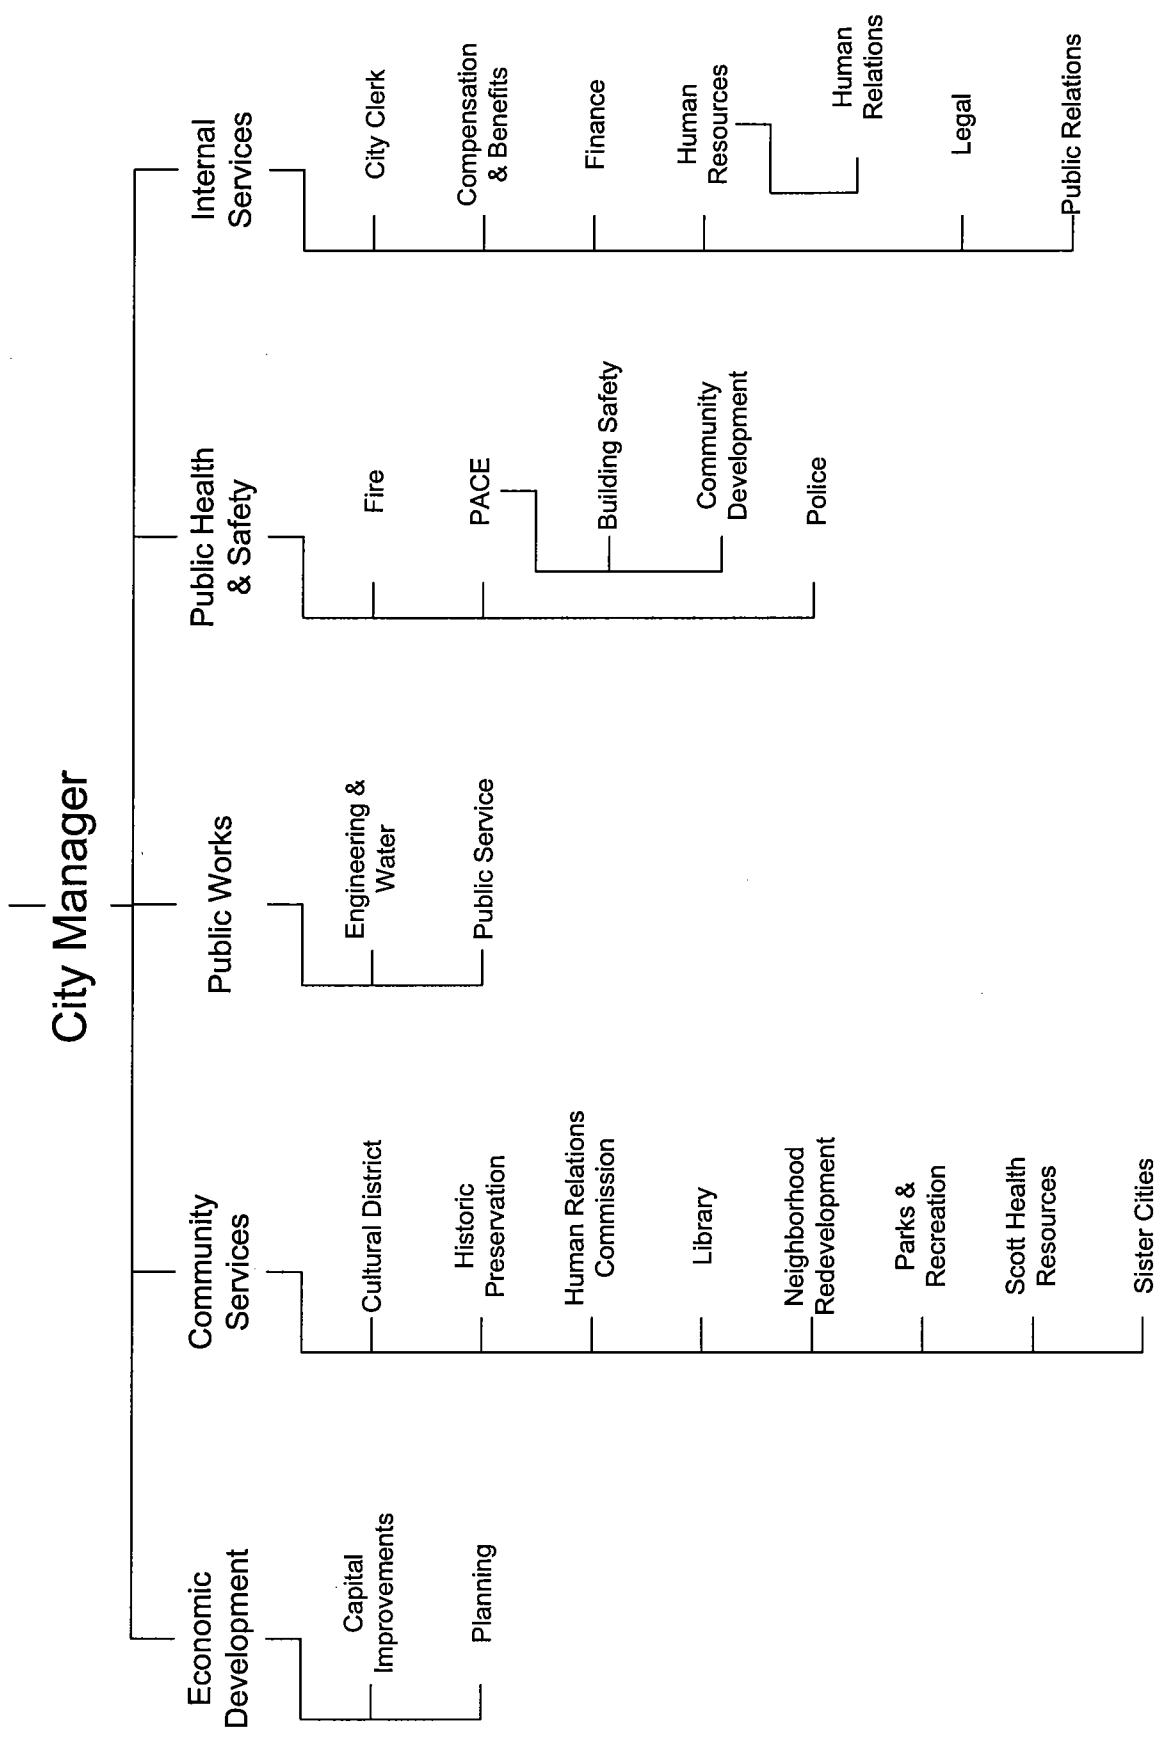 City Manager
Economic
Development
Capital
Improvements
Planning
Community
Services
Cultural District
Historic
Preservation
Human Relations
Commission
Library
Neighborhood
Redevelopment
Parks &
Recreation
Scott Health
Resources
Sister Cities
Public Works
Engineering &
Water
Public Service
Public Health
& Safety
Fire
PACE
Building Safety
Community
Development
Police
Internal
Services
City Clerk
Compensation
& Benefits
Finance
Human
Resources
Human
Relations
Legal
Public Relations